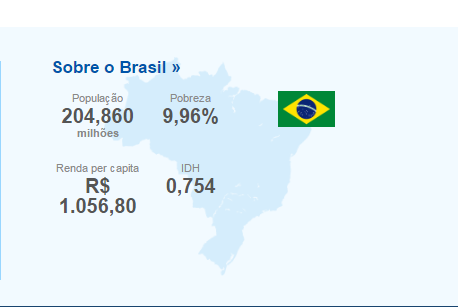 Sobre o Brasil »
População
204,860
milhões
Pobreza
9,96%
Renda per capita
R$
1.056,80
IDH
0,754